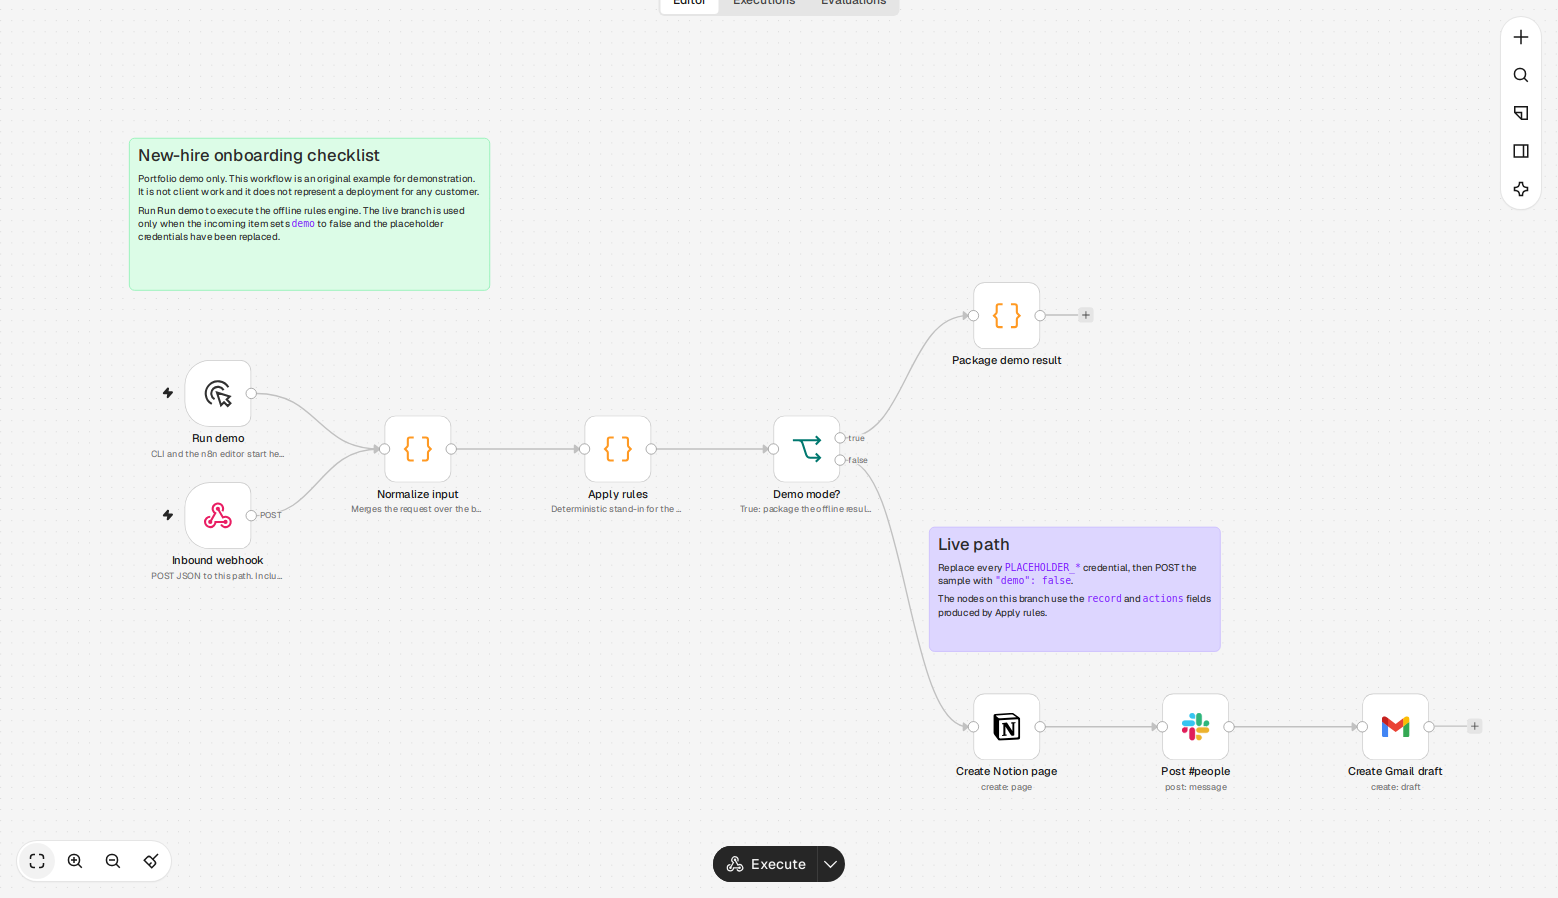 Editor
Executions
Evaluations
New-hire onboarding checklist
Portfolio demo only. This workflow is an original example for demonstration.
It is not client work and it does not represent a deployment for any customer.
Run Run demo to execute the offline rules engine. The live branch is used
only when the incoming item sets demo to false and the placeholder
credentials have been replaced.
Package demo result
Run demo
CLI and the n8n editor start he...
POST
Inbound webhook
POST JSON to this path. Inclu...
Normalize input
Merges the request over the b...
Apply rules
Deterministic stand-in for the ...
true
false
Demo mode?
True: package the offline resul...
Live path
Replace every PLACEHOLDER_* credential, then POST the
sample with "demo": false.
The nodes on this branch use the record and actions fields
produced by Apply rules.
N
Create Notion page
create: page
Post #people
post: message
Create Gmail draft
create: draft
Execute